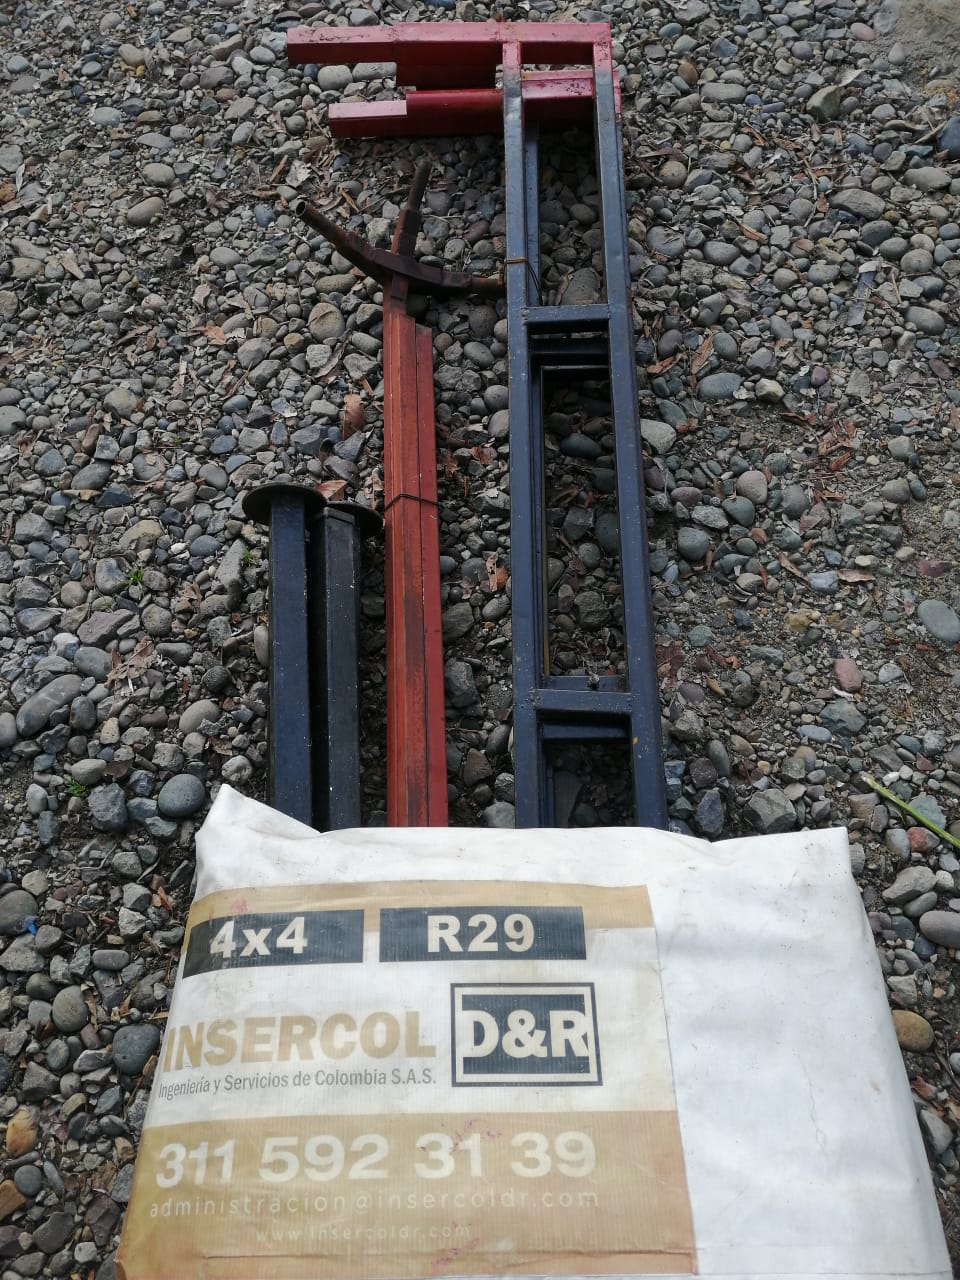 4x4 R29
INSERCOL D&R
Ingeniería y Servicios de Colombia S.A.S.
311 592 31 39
administracion@insercoldr.com
www.insercoldr.com